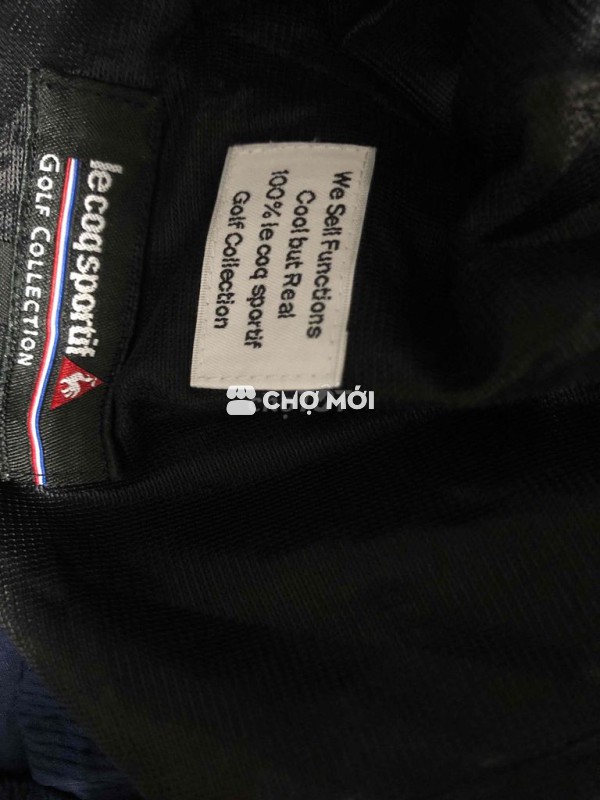 le coq sportif
GOLF COLLECTION
We Sell Functions
Cool but Real
100% le coq sportif
Golf Collection
CHỢ MỚI